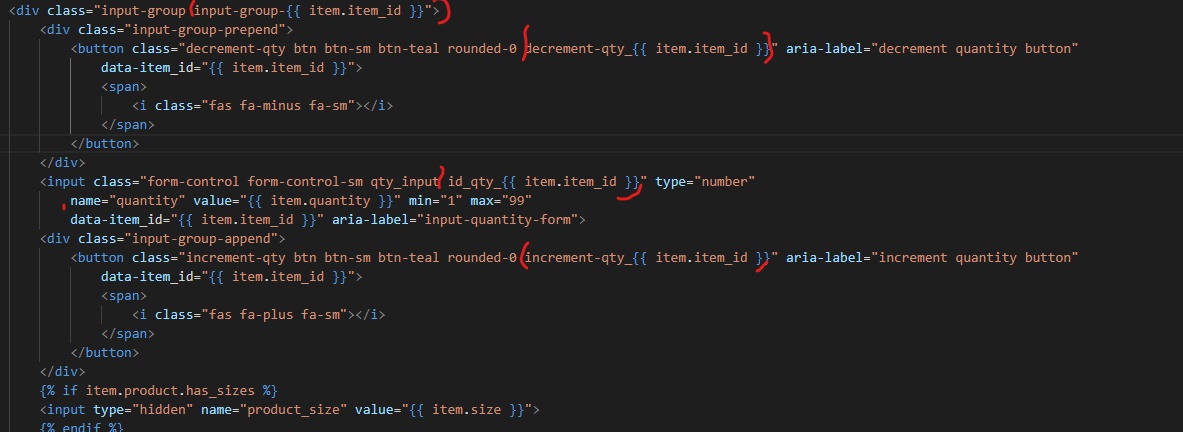 <div class="input-group input-group-{{ item.item_id }}">
<div class="input-group-prepend">
<button class="decrement-qty btn btn-sm btn-teal rounded-0 decrement-qty_{{ item.item_id }}" aria-label="decrement quantity button"
data-item_id="{{ item.item_id }}">
<span>
<i class="fas fa-minus fa-sm"></i>
</span>
</button>
</div>
<input class="form-control form-control-sm qty_input id_qty_{{ item.item_id }}" type="number"
name="quantity" value="{{ item.quantity }}" min="1" max="99"
data-item_id="{{ item.item_id }}" aria-label="input-quantity-form">
<div class="input-group-append">
<button class="increment-qty btn btn-sm btn-teal rounded-0 increment-qty_{{ item.item_id }}" aria-label="increment quantity button"
data-item_id="{{ item.item_id }}">
<span>
<i class="fas fa-plus fa-sm"></i>
</span>
</button>
</div>
{% if item.product.has_sizes %}
<input type="hidden" name="product_size" value="{{ item.size }}">
{% endif %}